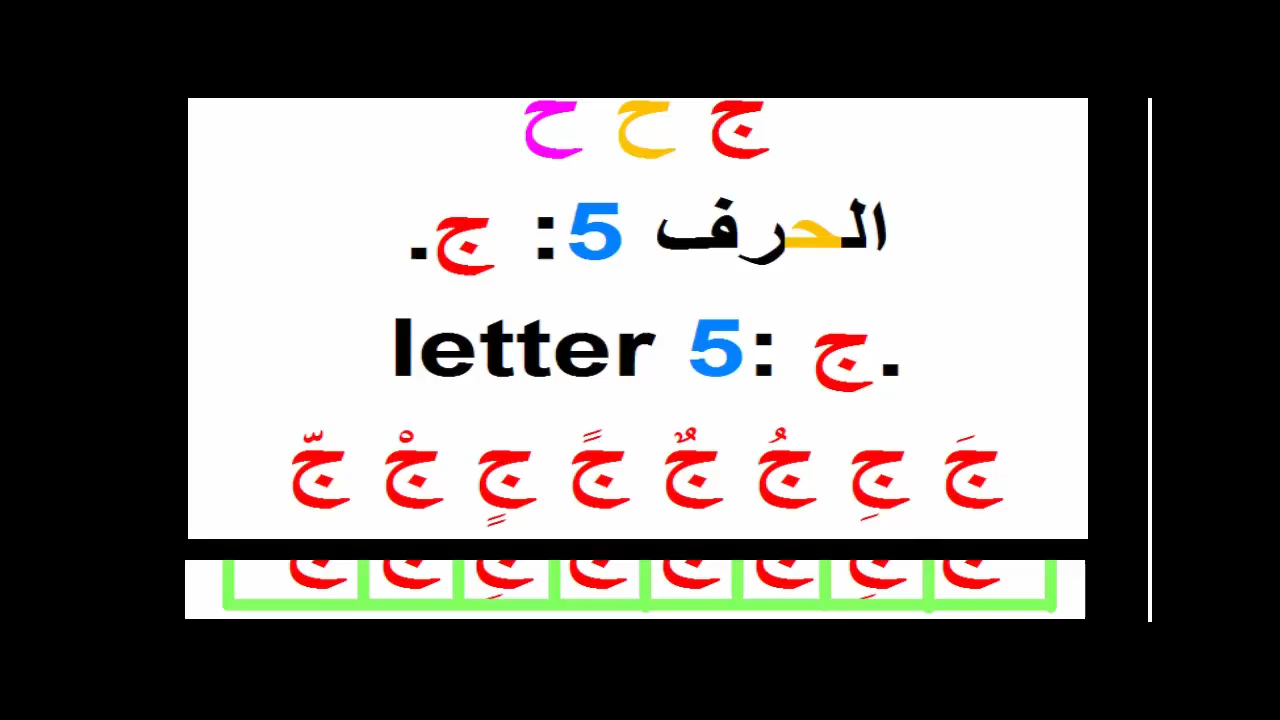 ج ح ح
الحرف 5: ج.
letter 5: ج.
جَ جِ جُ جٌ جً جٍ جْ جّ